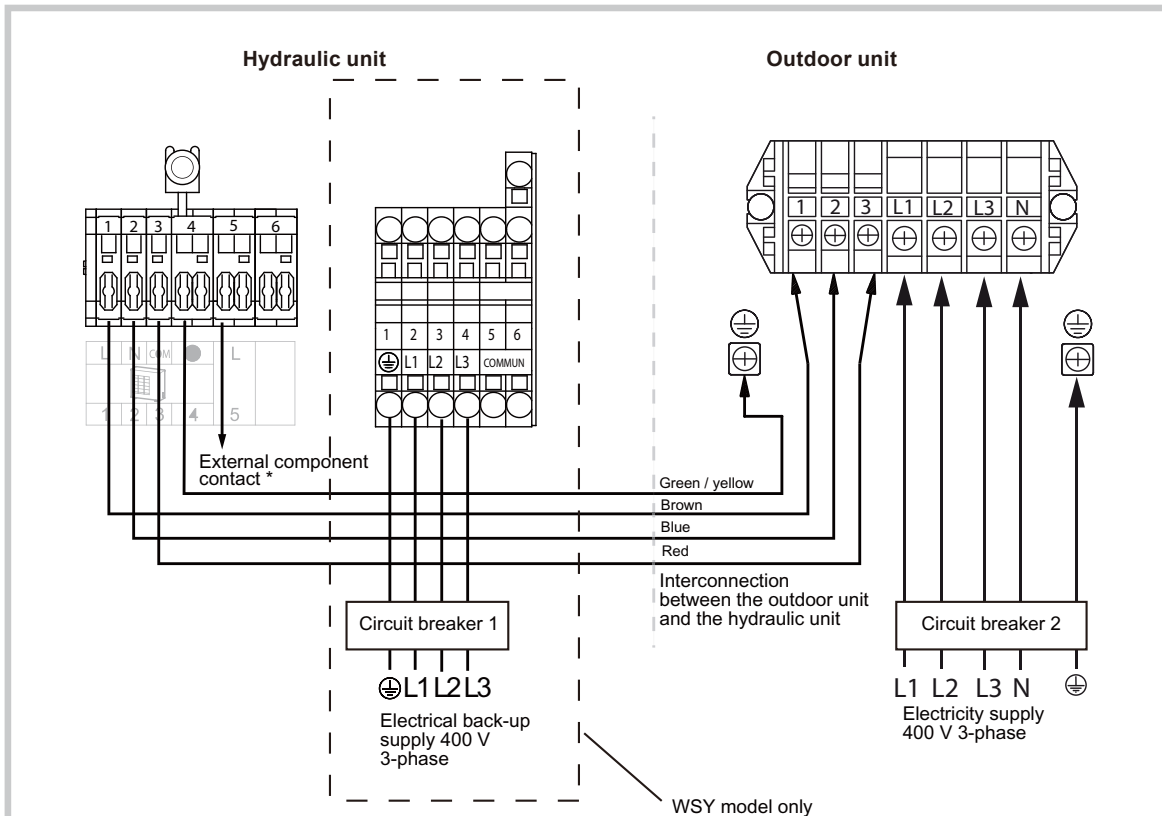 Hydraulic unit
Outdoor unit
1 2 3 4 5 6
1 2 3 L1 L2 L3 N
1 2 3 4 5 6
L1 L2 L3 COMMUN
L N COM L
1 2 3 4 5
External component
contact *
Green / yellow
Brown
Blue
Red
Interconnection
between the outdoor unit
and the hydraulic unit
Circuit breaker 1
Circuit breaker 2
L1 L2 L3
L1 L2 L3 N
Electrical back-up
supply 400 V
3-phase
Electricity supply
400 V 3-phase
WSY model only